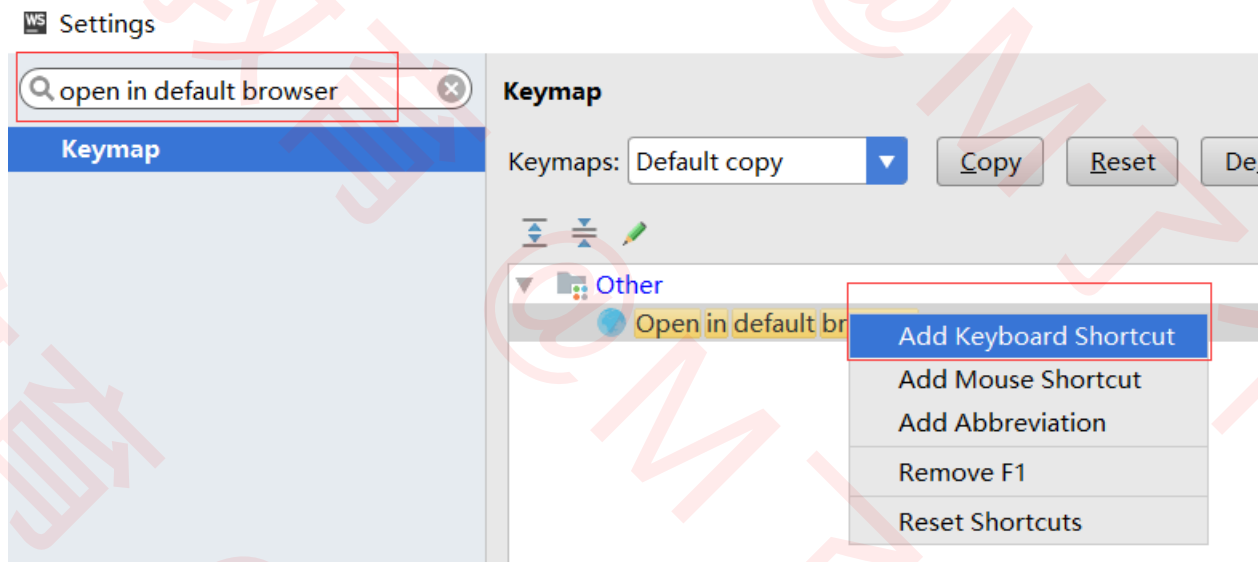 WS Settings
open in default browser
Keymap
Keymap
Keymaps: Default copy Copy Reset
Other
Open in default
Add Keyboard Shortcut
Add Mouse Shortcut
Add Abbreviation
Remove F1
Reset Shortcuts